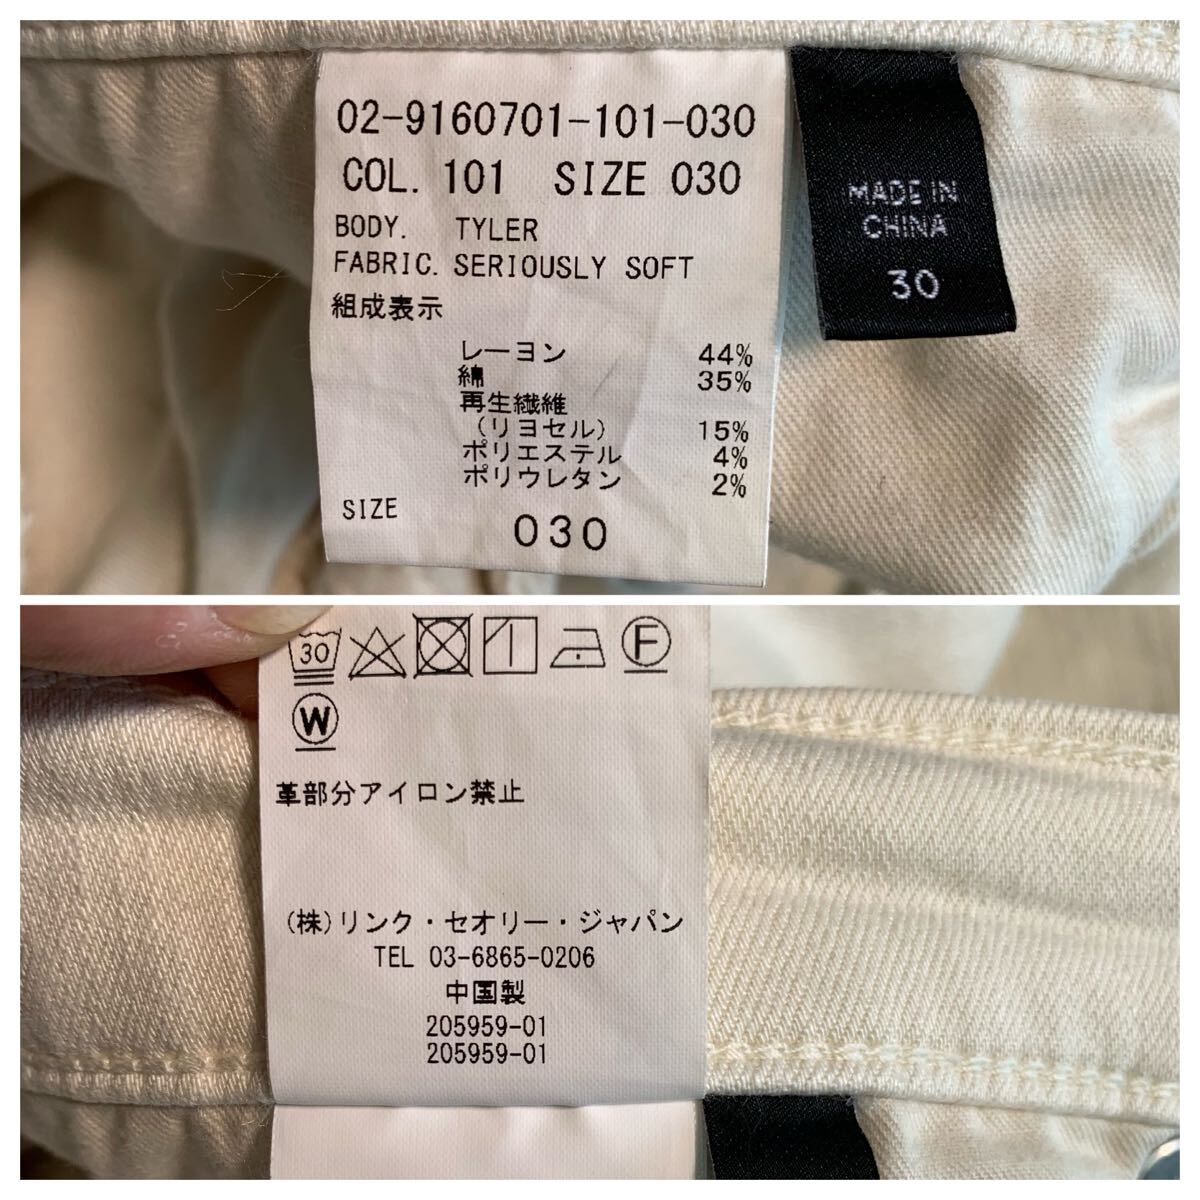 02-9160701-101-030
COL. 101 SIZE 030
BODY. TYLER
FABRIC. SERIOUSLY SOFT
組成表示
レーヨン 44%
綿 35%
再生繊維
(リヨセル) 15%
ポリエステル 4%
ポリウレタン 2%
SIZE
030
MADE IN
CHINA
30
30 F
W
革部分アイロン禁止
(株)リンク・セオリー・ジャパン
TEL 03-6865-0206
中国製
205959-01
205959-01